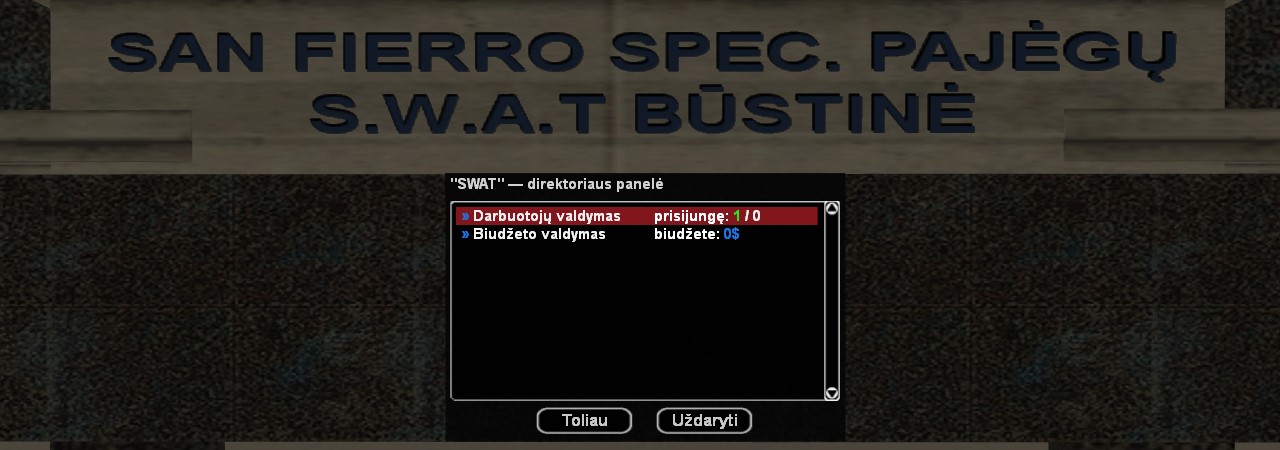 SAN FIERRO SPEC. PAJĖGŲ
S.W.A.T BŪSTINĖ
"SWAT" — direktoriaus panelė
» Darbuotojų valdymas prisijungę: 1 / 0
» Biudžeto valdymas biudžete: 0$
Toliau Uždaryti